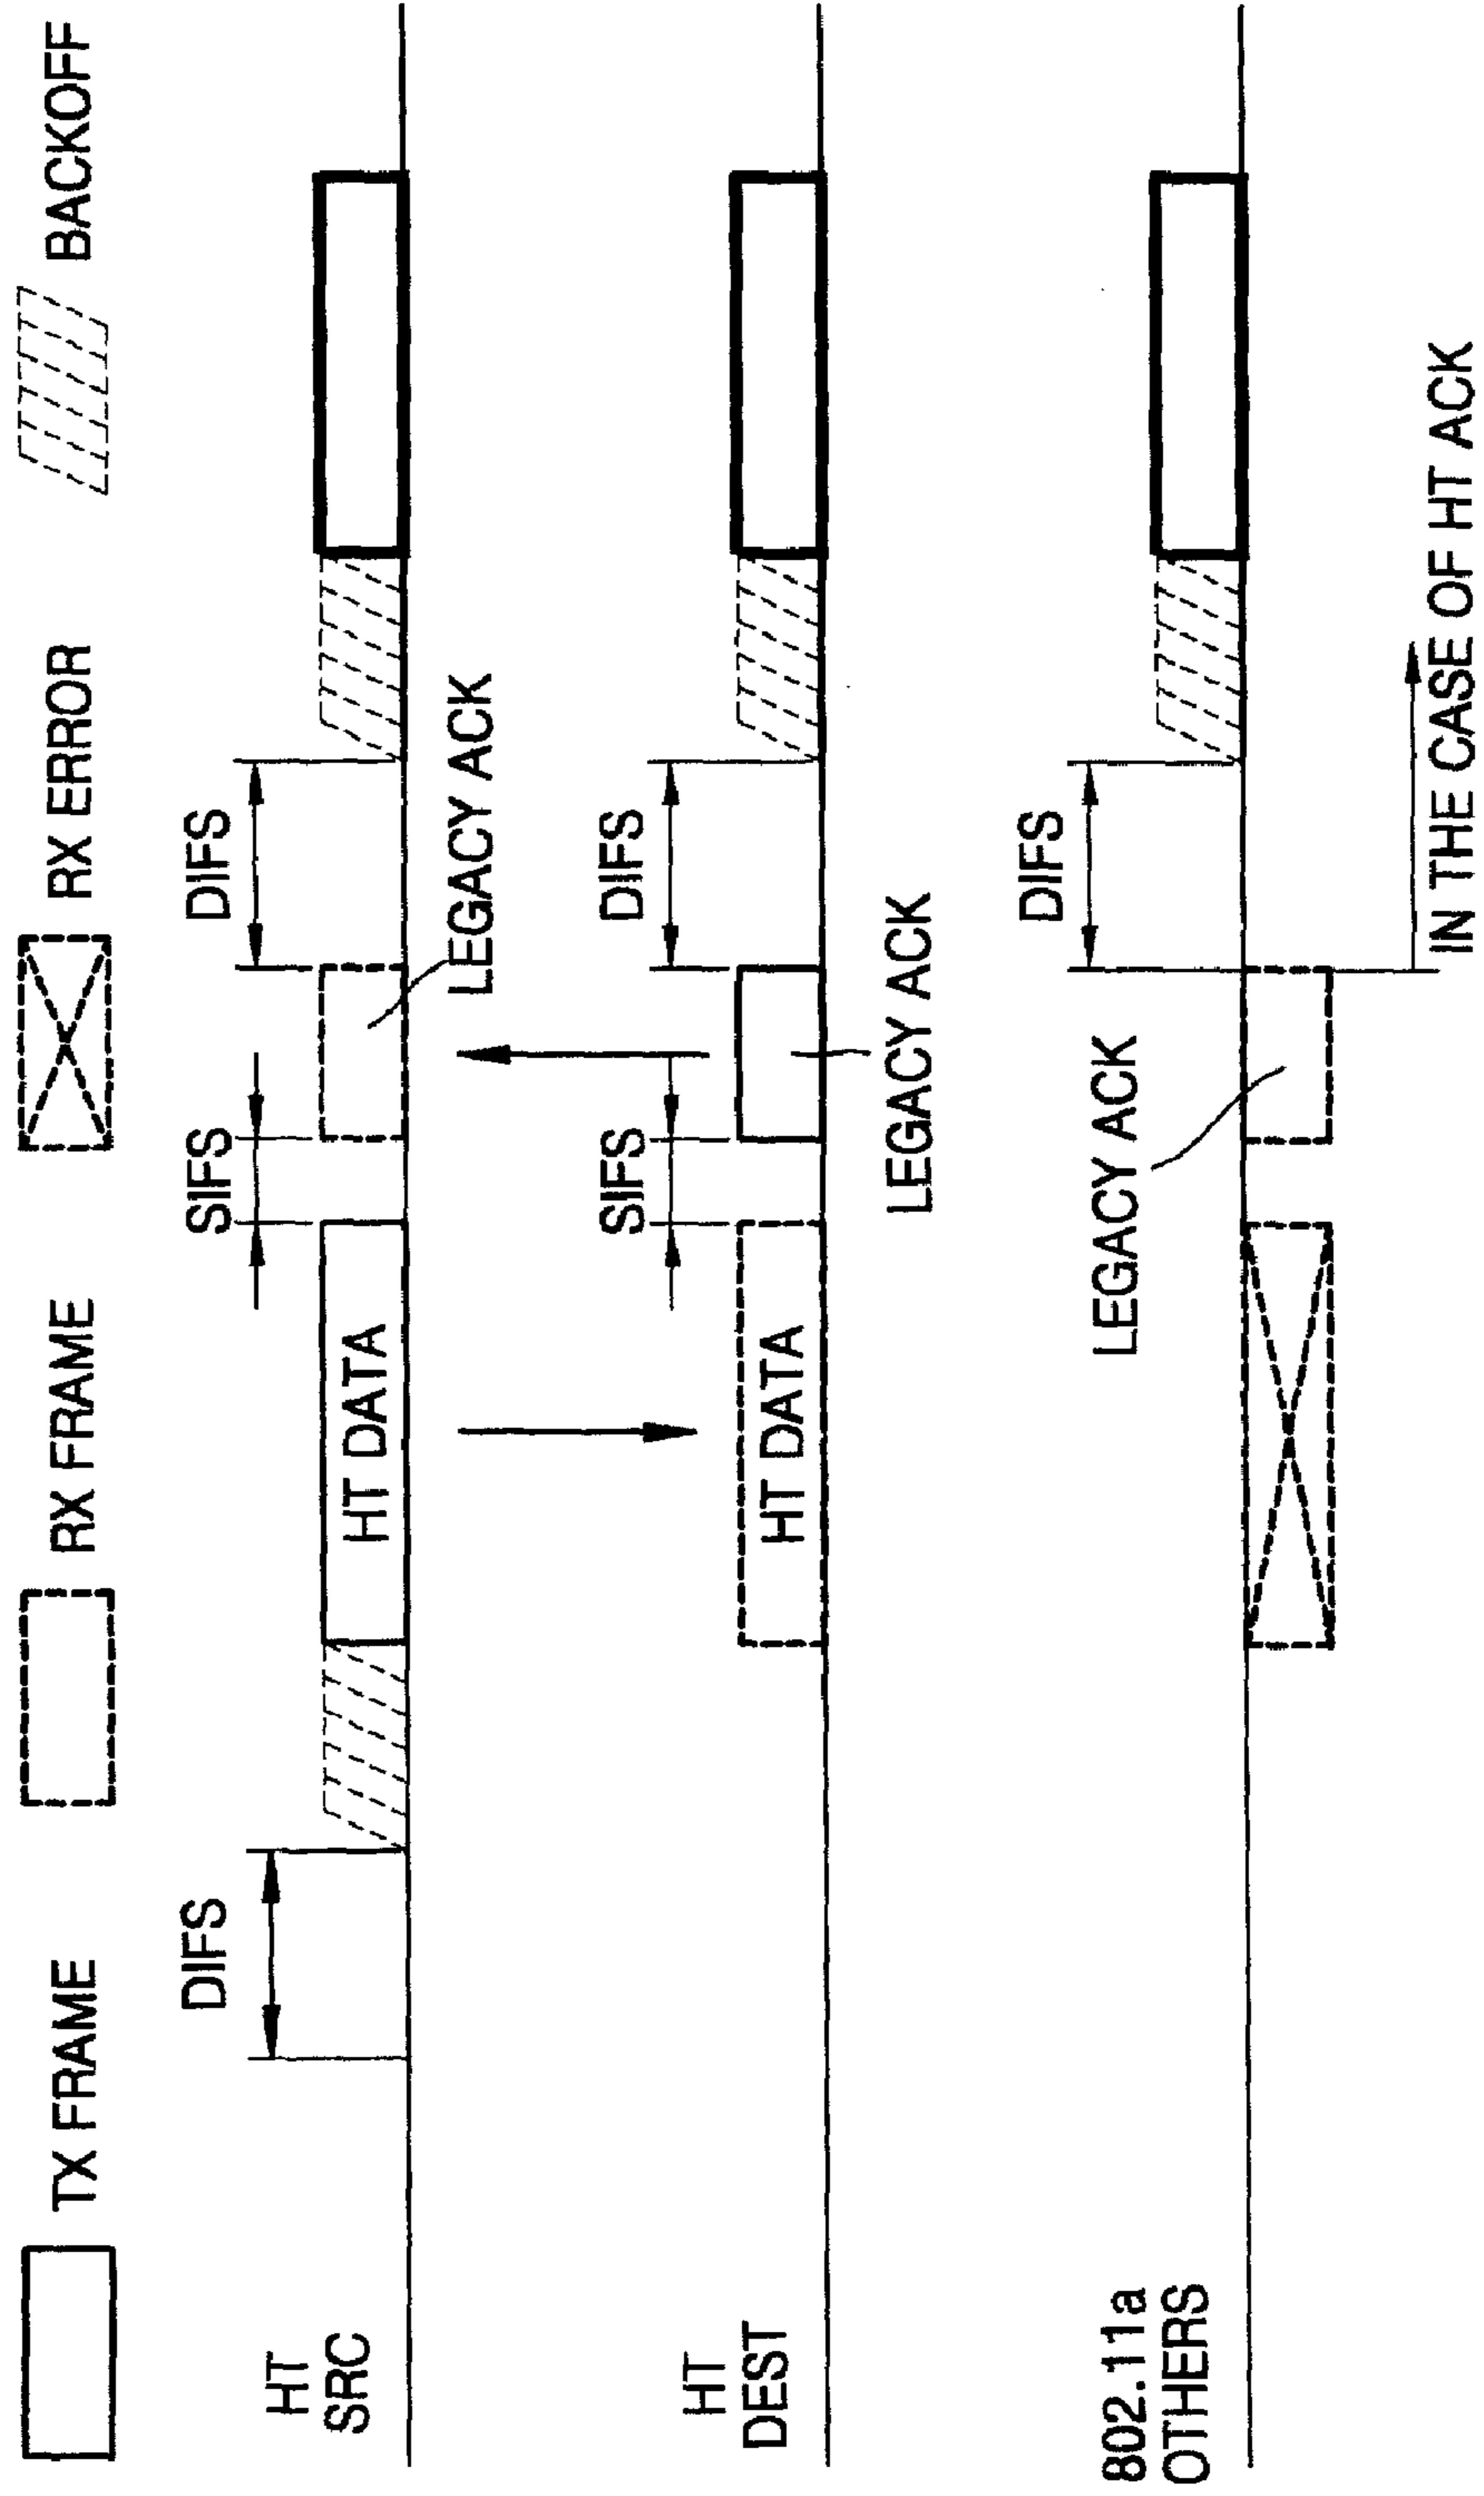 TX FRAME
RX FRAME
RX ERROR
BACKOFF
HT
SRC
DIFS
HT DATA
SIFS
DIFS
LEGACY ACK
HT
DEST
HT DATA
SIFS
DIFS
LEGACY ACK
802.11a
OTHERS
LEGACY ACK
DIFS
IN THE CASE OF HT ACK